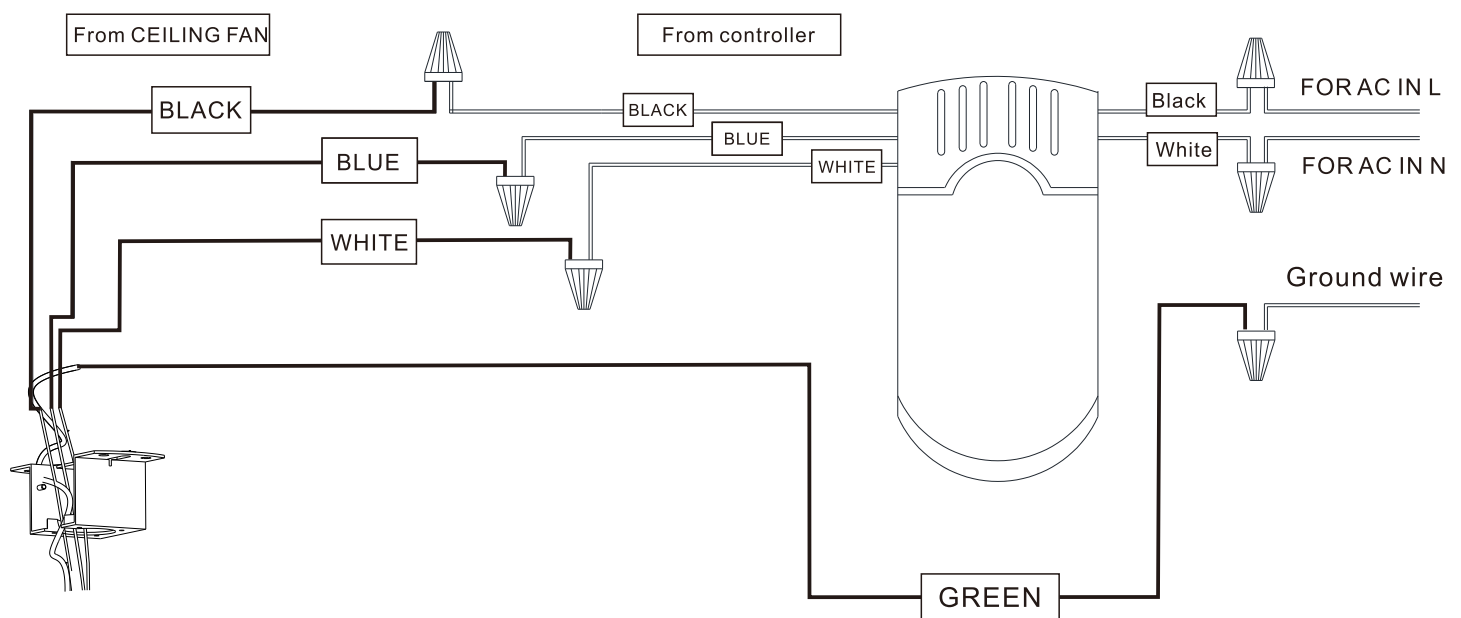 From CEILING FAN
From controller
BLACK
BLACK
Black
FOR AC IN L
BLUE
BLUE
White
FOR AC IN N
WHITE
WHITE
Ground wire
GREEN